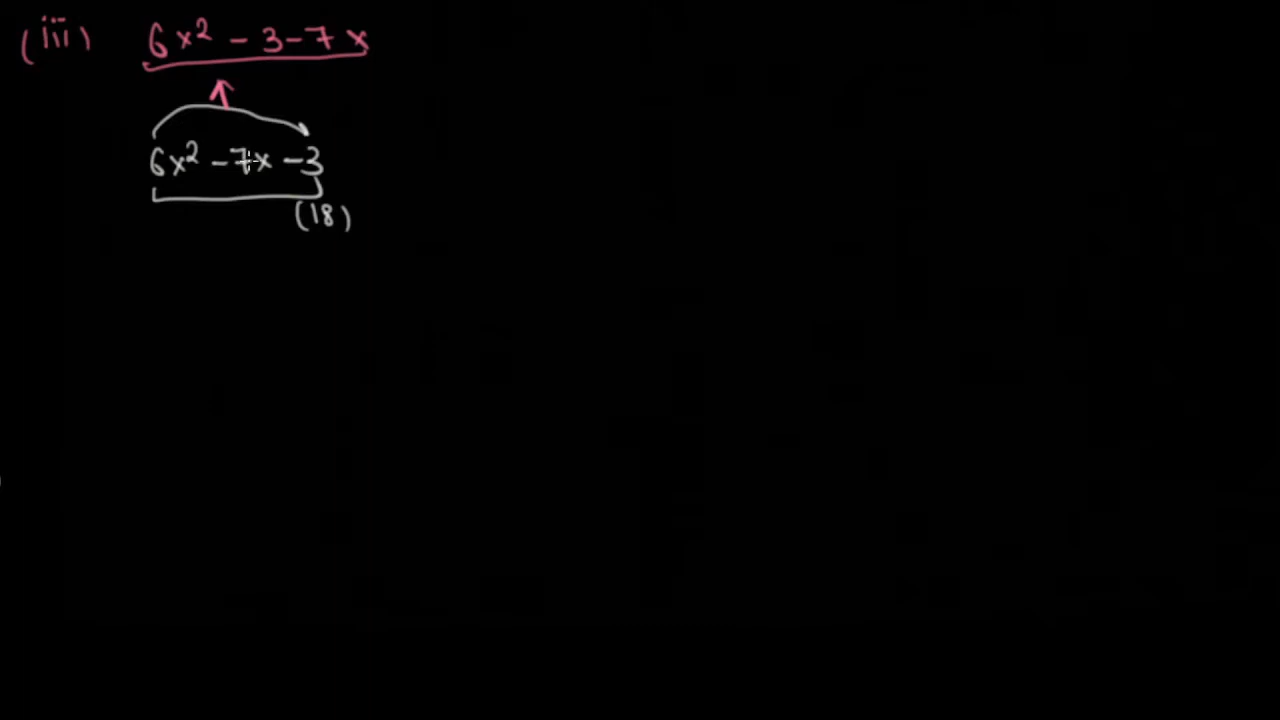 (iii) 6x² - 3 - 7x
6x² - 7x - 3
(18)